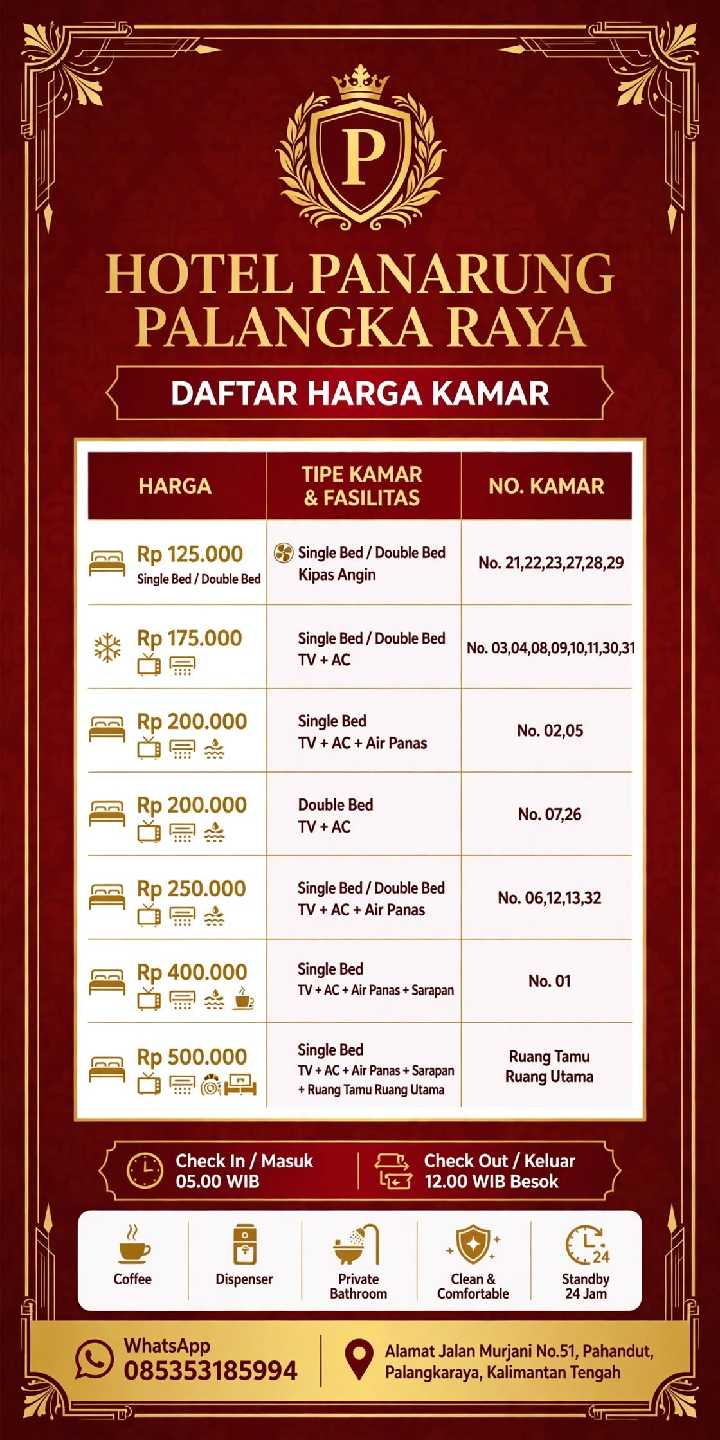 P
HOTEL PANARUNG
PALANGKA RAYA
DAFTAR HARGA KAMAR
HARGA
TIPE KAMAR
& FASILITAS
NO. KAMAR
Rp 125.000
Single Bed / Double Bed
Single Bed / Double Bed
Kipas Angin
No. 21,22,23,27,28,29
Rp 175.000
Single Bed / Double Bed
TV + AC
No. 03,04,08,09,10,11,30,31
Rp 200.000
Single Bed
TV + AC + Air Panas
No. 02,05
Rp 200.000
Double Bed
TV + AC
No. 07,26
Rp 250.000
Single Bed / Double Bed
TV + AC + Air Panas
No. 06,12,13,32
Rp 400.000
Single Bed
TV + AC + Air Panas + Sarapan
No. 01
Rp 500.000
Single Bed
TV + AC + Air Panas + Sarapan
+ Ruang Tamu Ruang Utama
Ruang Tamu
Ruang Utama
Check In / Masuk
05.00 WIB
Check Out / Keluar
12.00 WIB Besok
Coffee
Dispenser
Private
Bathroom
Clean &
Comfortable
24
Standby
24 Jam
WhatsApp
085353185994
Alamat Jalan Murjani No.51, Pahandut,
Palangkaraya, Kalimantan Tengah